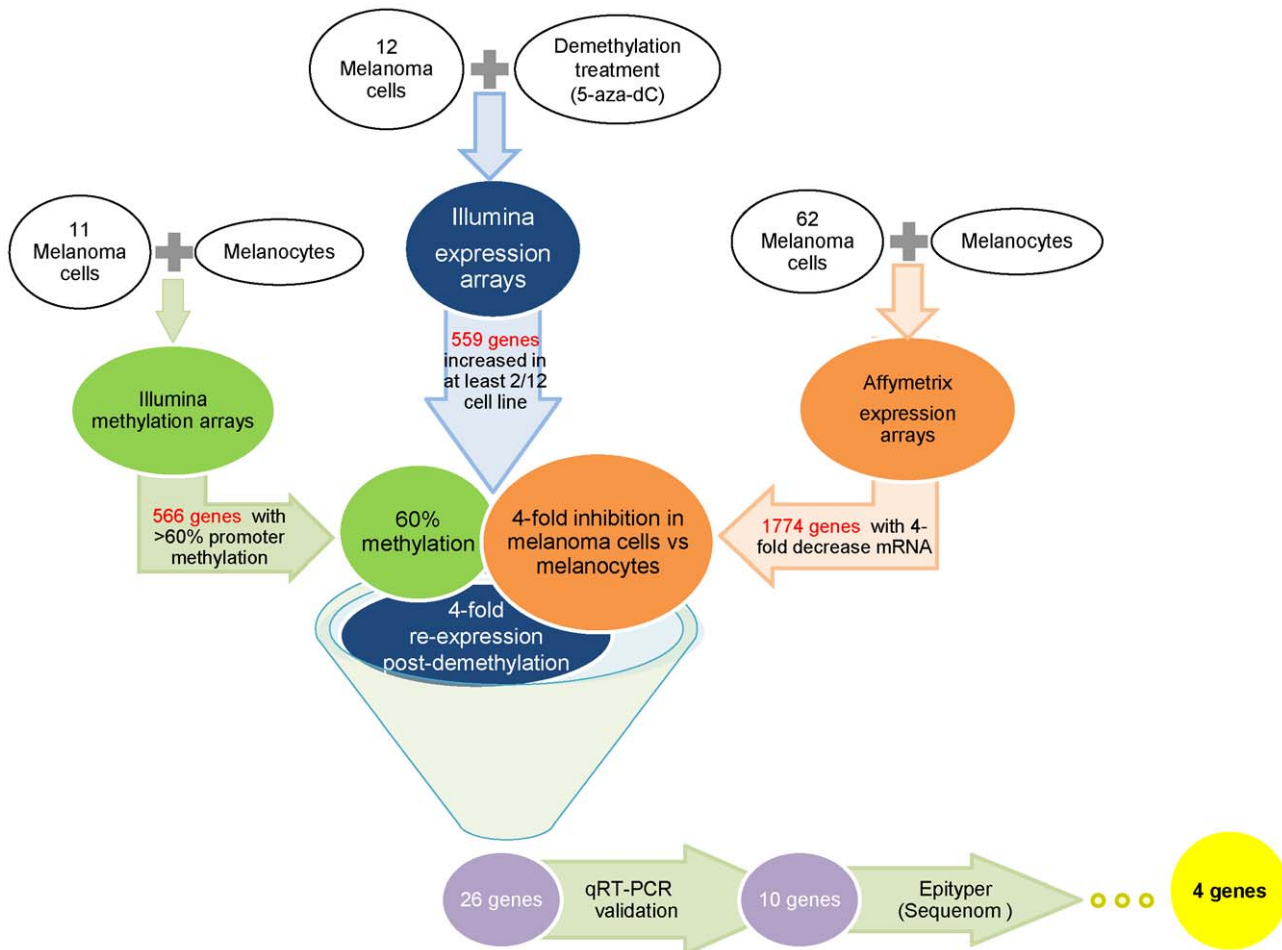 12
Melanoma
cells
Demethylation
treatment
(5-aza-dC)
11
Melanoma
cells
Melanocytes
Illumina
expression
arrays
62
Melanoma
cells
Melanocytes
559 genes
increased in
at least 2/12
cell line
Illumina
methylation arrays
Affymetrix
expression
arrays
566 genes with
>60% promoter
methylation
60%
methylation
4-fold inhibition in
melanoma cells vs
melanocytes
1774 genes with 4-
fold decrease mRNA
4-fold
re-expression
post-demethylation
26 genes
qRT-PCR
validation
10 genes
Epityper
(Sequenom )
4 genes